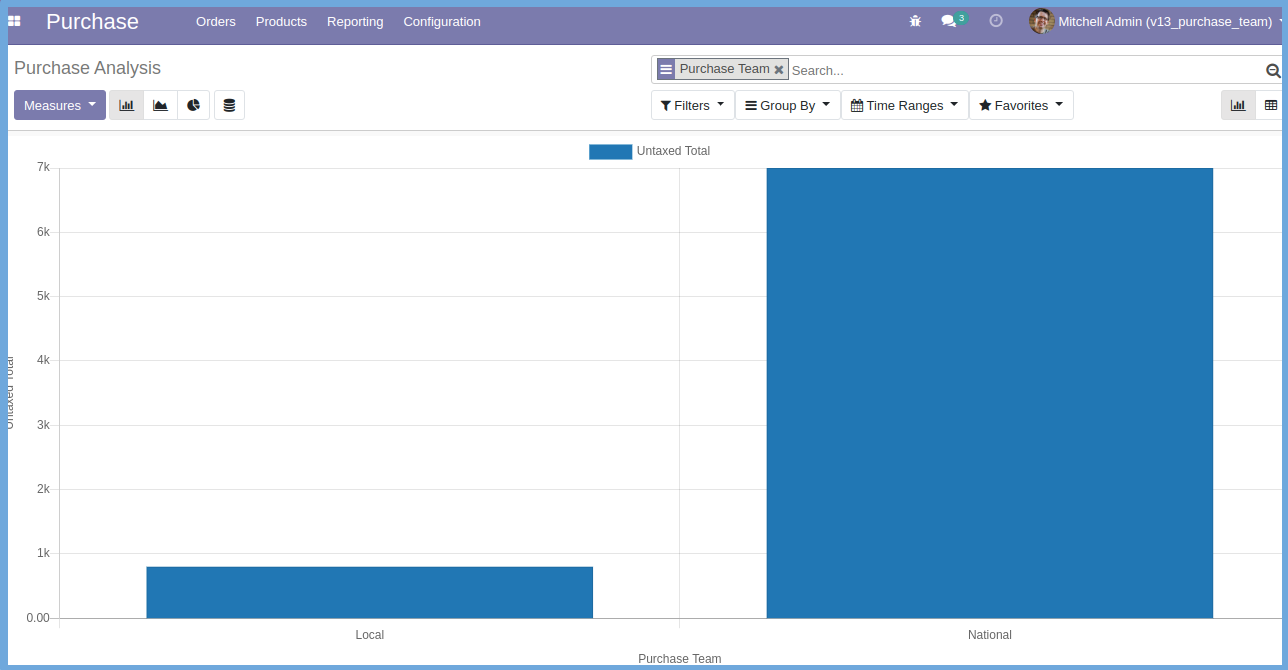 Purchase Orders Products Reporting Configuration 3 Mitchell Admin (v13_purchase_team)
Purchase Analysis
Purchase Team Search...
Measures Filters Group By Time Ranges Favorites
Untaxed Total
7k
6k
5k
4k
3k
2k
1k
0.00
Untaxed Total
Local National
Purchase Team